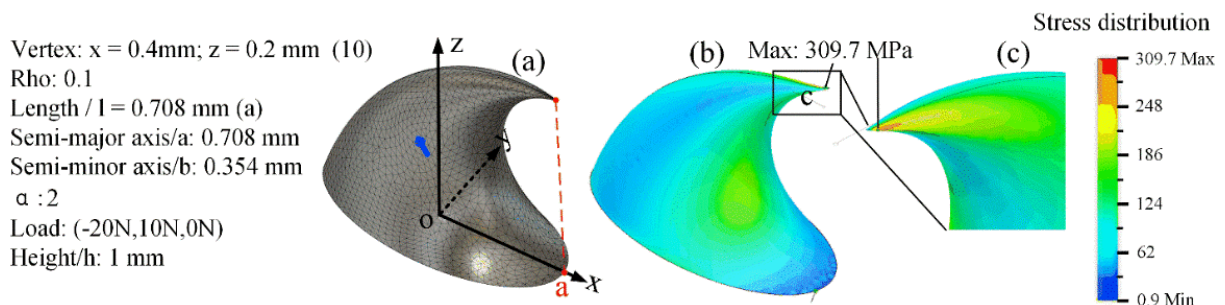 Vertex: x = 0.4mm; z = 0.2 mm (10)
Rho: 0.1
Length / l = 0.708 mm (a)
Semi-major axis/a: 0.708 mm
Semi-minor axis/b: 0.354 mm
α :2
Load: (-20N,10N,0N)
Height/h: 1 mm
z
(a)
y
o
x
a
(b)
Max: 309.7 MPa
c
(c)
Stress distribution
309.7 Max
248
186
124
62
0.9 Min